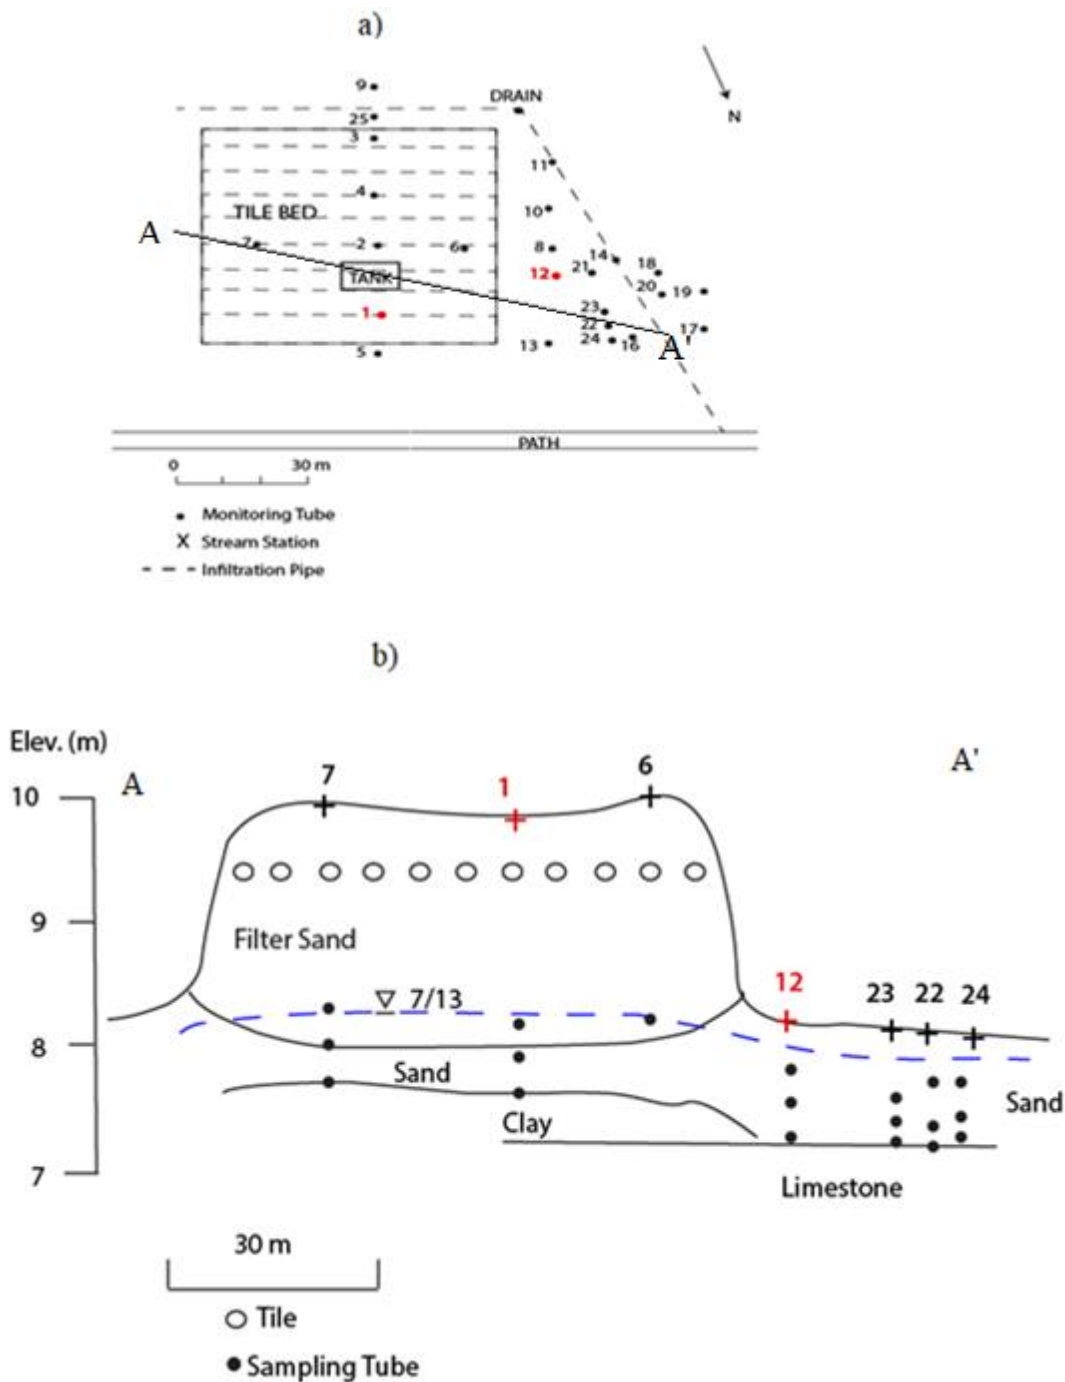 a)
9
DRAIN
25
3
N
11
4
10
TILE BED
A
7
2
6
8
14
18
12
21
20
19
TANK
23
1
22
17
13
24
16
A'
5
PATH
0 30 m
Monitoring Tube
X Stream Station
Infiltration Pipe
b)
Elev. (m)
A
7
1
6
A'
10
9
Filter Sand
7/13
12
23 22 24
8
Sand
Sand
Clay
7
Limestone
30 m
Tile
Sampling Tube